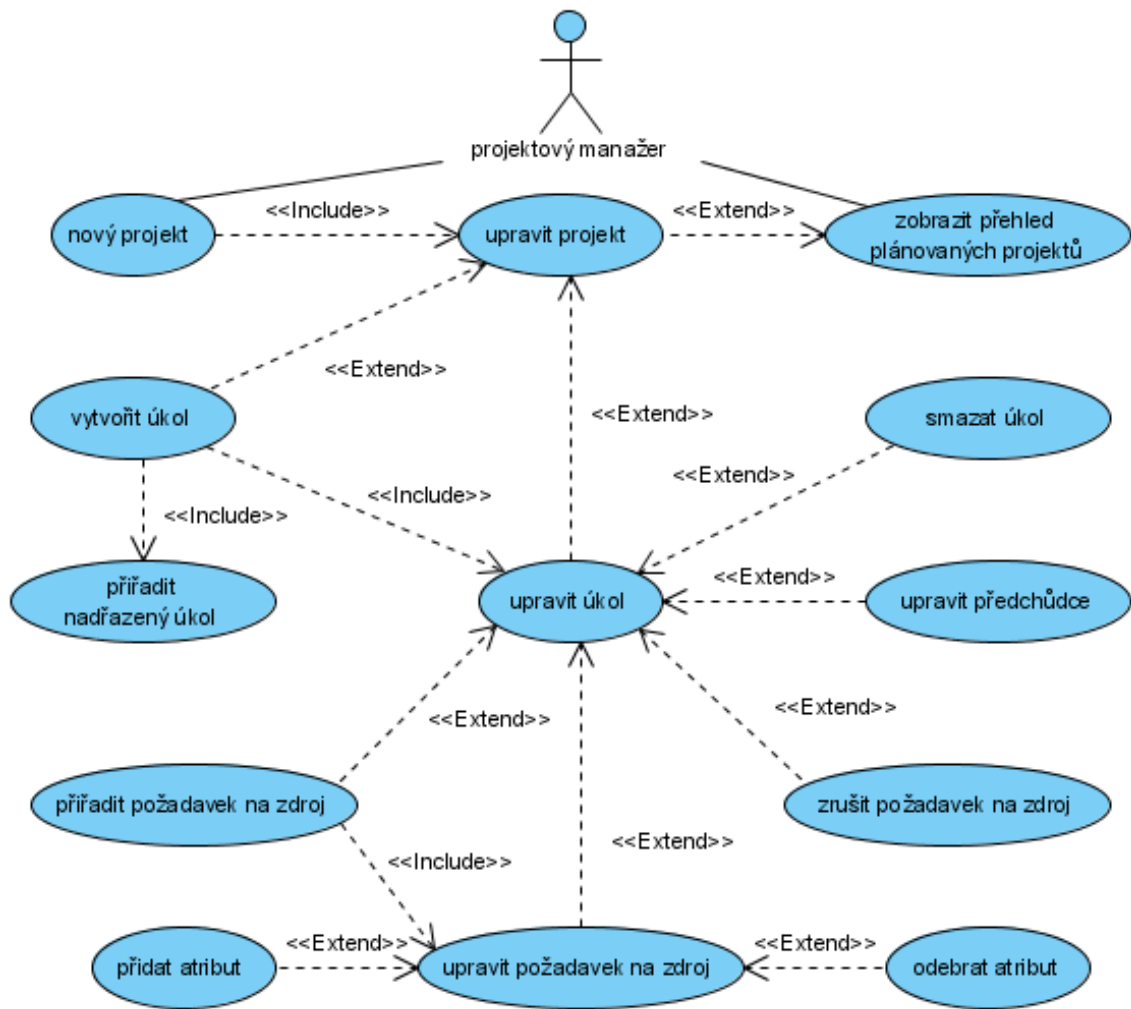 projektový manažer
nový projekt
<<Include>>
upravit projekt
<<Extend>>
zobrazit přehled
plánovaných projektů
<<Extend>>
vytvořit úkol
<<Extend>>
smazat úkol
<<Extend>>
<<Include>>
<<Include>>
přiřadit
nadřazený úkol
upravit úkol
<<Extend>>
upravit předchůdce
<<Extend>>
<<Extend>>
přiřadit požadavek na zdroj
zrušit požadavek na zdroj
<<Extend>>
<<Include>>
přidat atribut
<<Extend>>
upravit požadavek na zdroj
<<Extend>>
odebrat atribut